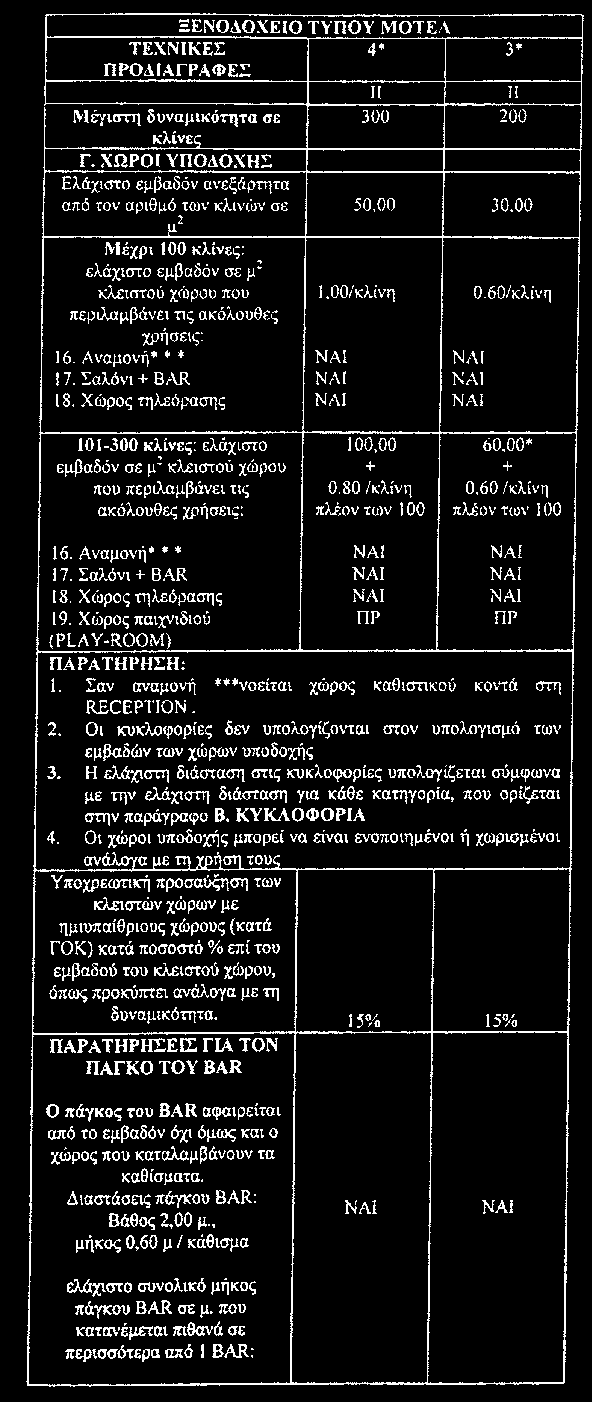 ΞΕΝΟΔΟΧΕΙΟ ΤΥΠΟΥ ΜΟΤΕΛ
ΤΕΧΝΙΚΕΣ ΠΡΟΔΙΑΓΡΑΦΕΣ 4* 3*
Π Π
Μέγιστη δυναμικότητα σε 300 200
κλίνες
Γ. ΧΩΡΟΙ ΥΠΟΔΟΧΗΣ
Ελάχιστο εμβαδόν ανεξάρτητα
από τον αριθμό των κλινών σε 50,00 30,00
μ²
Μέχρι 100 κλίνες:
ελάχιστο εμβαδόν σε μ²
κλειστού χώρου που 1,00/κλίνη 0.60/κλίνη
περιλαμβάνει τις ακόλουθες
χρήσεις:
16. Αναμονή* * * ΝΑΙ ΝΑΙ
17. Σαλόνι + BAR ΝΑΙ ΝΑΙ
18. Χώρος τηλεόρασης ΝΑΙ ΝΑΙ
101-300 κλίνες: ελάχιστο 100,00 60,00*
εμβαδόν σε μ² κλειστού χώρου + +
που περιλαμβάνει τις 0.80 /κλίνη 0,60 /κλίνη
ακόλουθες χρήσεις: πλέον των 100 πλέον των 100
16. Αναμονή* * * ΝΑΙ ΝΑΙ
17. Σαλόνι + BAR ΝΑΙ ΝΑΙ
18. Χώρος τηλεόρασης ΝΑΙ ΝΑΙ
19. Χώρος παιχνιδιού ΠΡ ΠΡ
(PLAY-ROOM)
ΠΑΡΑΤΗΡΗΣΗ:
1. Σαν αναμονή ***νοείται χώρος καθιστικού κοντά στη
RECEPTION .
2. Οι κυκλοφορίες δεν υπολογίζονται στον υπολογισμό των
εμβαδών των χώρων υποδοχής
3. Η ελάχιστη διάσταση στις κυκλοφορίες υπολογίζεται σύμφωνα
με την ελάχιστη διάσταση για κάθε κατηγορία, που ορίζεται
στην παράγραφο Β. ΚΥΚΛΟΦΟΡΙΑ
4. Οι χώροι υποδοχής μπορεί να είναι ενοποιημένοι ή χωρισμένοι
ανάλογα με τη χρήση τους
Υποχρεωτική προσαύξηση των
κλειστών χώρων με
ημιυπαίθριους χώρους (κατά
ΓΟΚ) κατά ποσοστό % επί του
εμβαδού του κλειστού χώρου,
όπως προκύπτει ανάλογα με τη
δυναμικότητα. 15% 15%
ΠΑΡΑΤΗΡΗΣΕΙΣ ΓΙΑ ΤΟΝ
ΠΑΓΚΟ ΤΟΥ BAR
Ο πάγκος του BAR αφαιρείται
από το εμβαδόν όχι όμως και ο
χώρος που καταλαμβάνουν τα
καθίσματα.
Διαστάσεις πάγκου BAR: ΝΑΙ ΝΑΙ
Βάθος 2,00 μ.,
μήκος 0,60 μ / κάθισμα
ελάχιστο συνολικό μήκος
πάγκου BAR σε μ. που
κατανέμεται πιθανά σε
περισσότερα από 1 BAR: